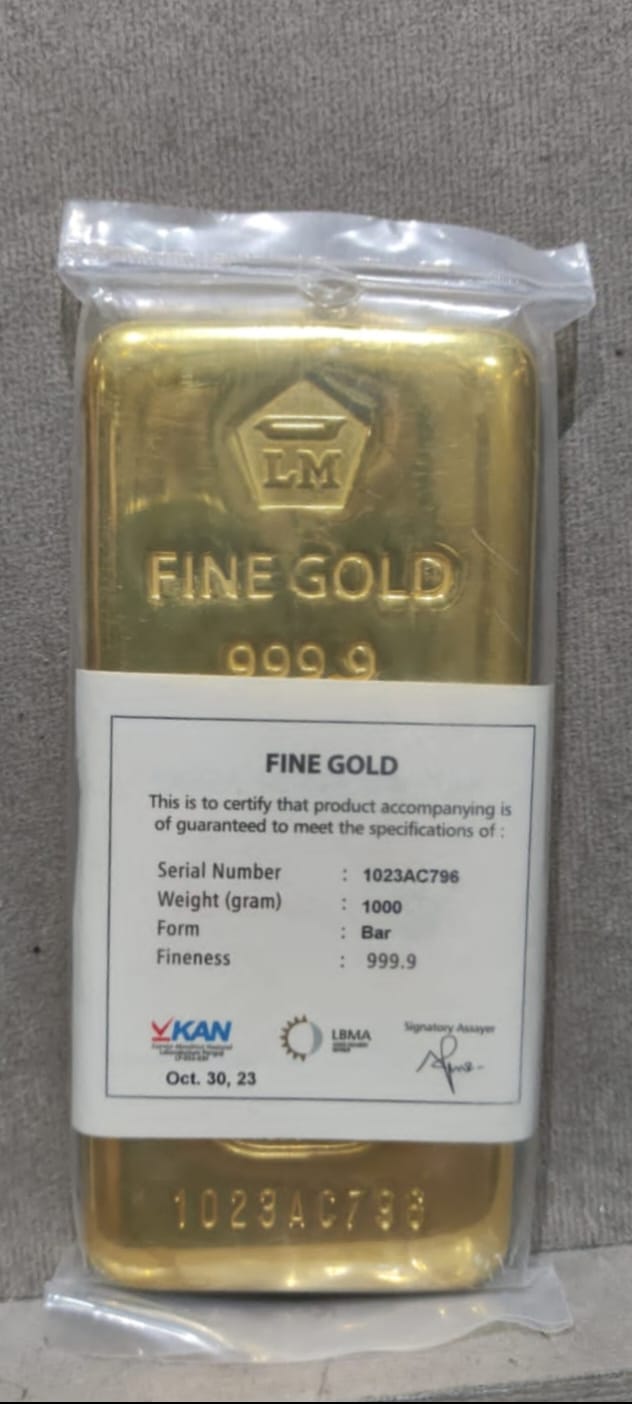 LM
FINE GOLD
999.9
FINE GOLD
This is to certify that product accompanying is
of guaranteed to meet the specifications of :
Serial Number : 1023AC796
Weight (gram) : 1000
Form : Bar
Fineness : 999.9
KAN
LBMA
Signatory Assayer
Oct. 30, 23
1023AC796